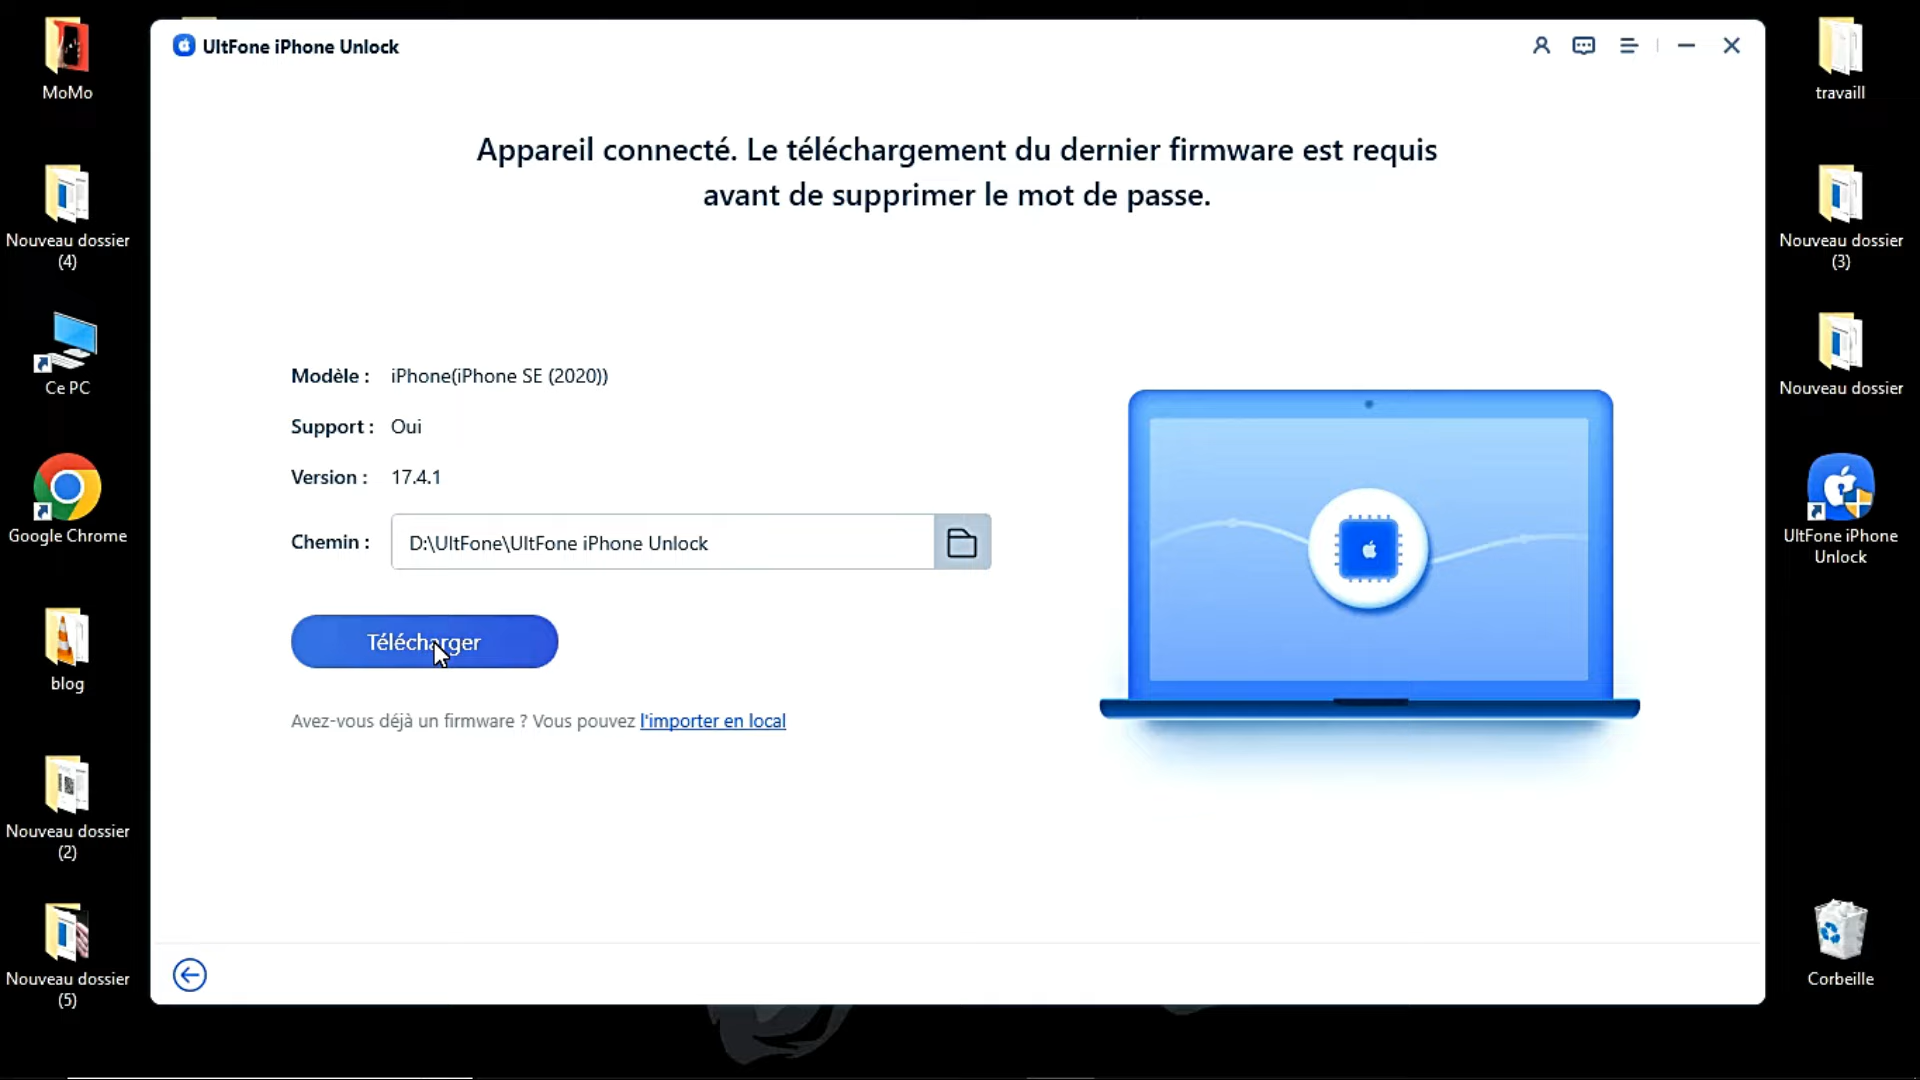 MoMo
Nouveau dossier
(4)
Ce PC
Google Chrome
blog
Nouveau dossier
(2)
Nouveau dossier
(5)
UltFone iPhone Unlock
Appareil connecté. Le téléchargement du dernier firmware est requis
avant de supprimer le mot de passe.
Modèle : iPhone(iPhone SE (2020))
Support : Oui
Version : 17.4.1
Chemin : D:\UltFone\UltFone iPhone Unlock
Télécharger
Avez-vous déjà un firmware ? Vous pouvez l'importer en local
travaill
Nouveau dossier
(3)
Nouveau dossier
UltFone iPhone
Unlock
Corbeille